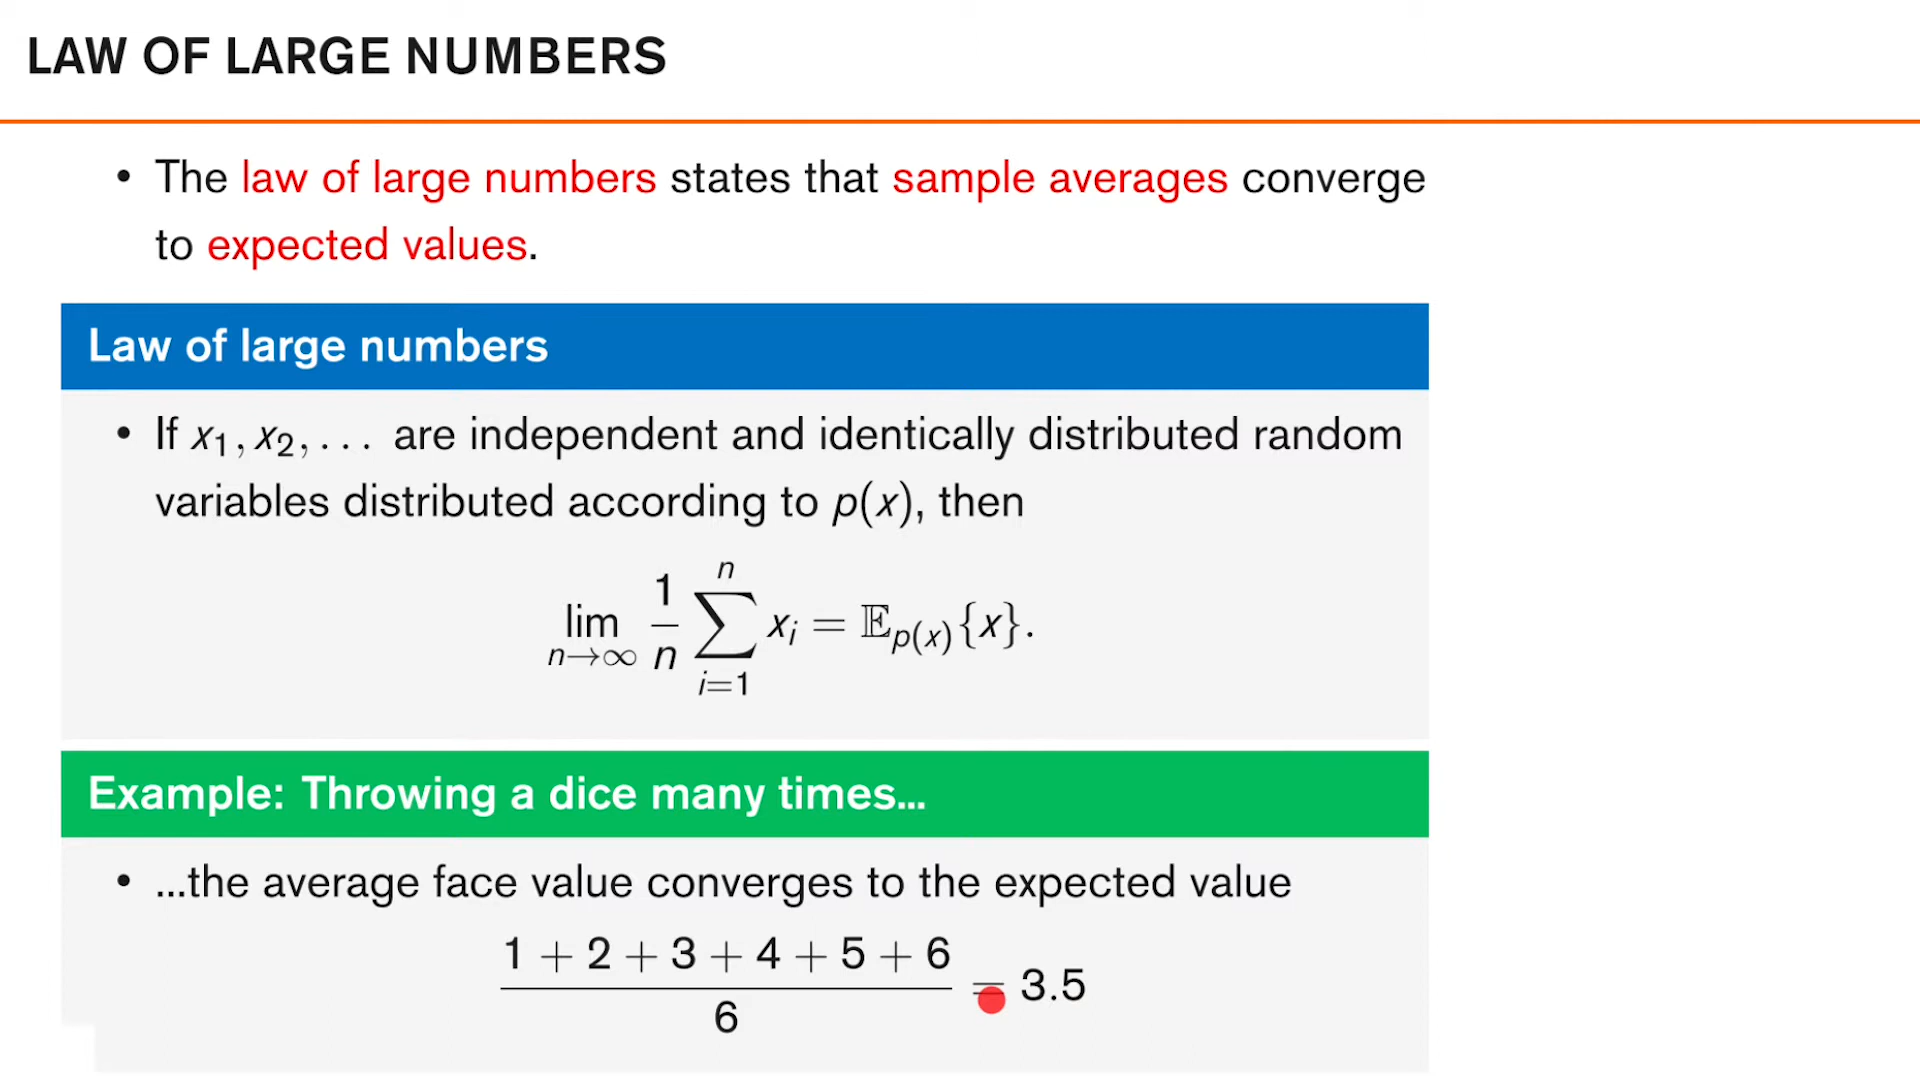 LAW OF LARGE NUMBERS
• The law of large numbers states that sample averages converge
to expected values.
Law of large numbers
• If x₁, x₂, . . . are independent and identically distributed random
variables distributed according to p(x), then
lim_{n→∞} 1/n ∑_{i=1}^{n} xᵢ = 𝔼_{p(x)}{x}.
Example: Throwing a dice many times...
• ...the average face value converges to the expected value
1 + 2 + 3 + 4 + 5 + 6
6
= 3.5